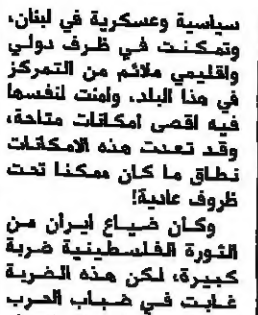 سياسية وعسكرية في لبنان،
وتمكنت في ظرف دولي
واقليمي ملائم من التمركز
في هذا البلد، وامنت لنفسها
فيه اقصى امكانات متاحة،
وقد تعدت هذه الامكانات
نطاق ما كان ممكنا تحت
ظروف عادية!
وكان ضياع ايران من
الثورة الفلسطينية ضربة
كبيرة، لكن هذه الضربة
غابت في ضباب الحرب